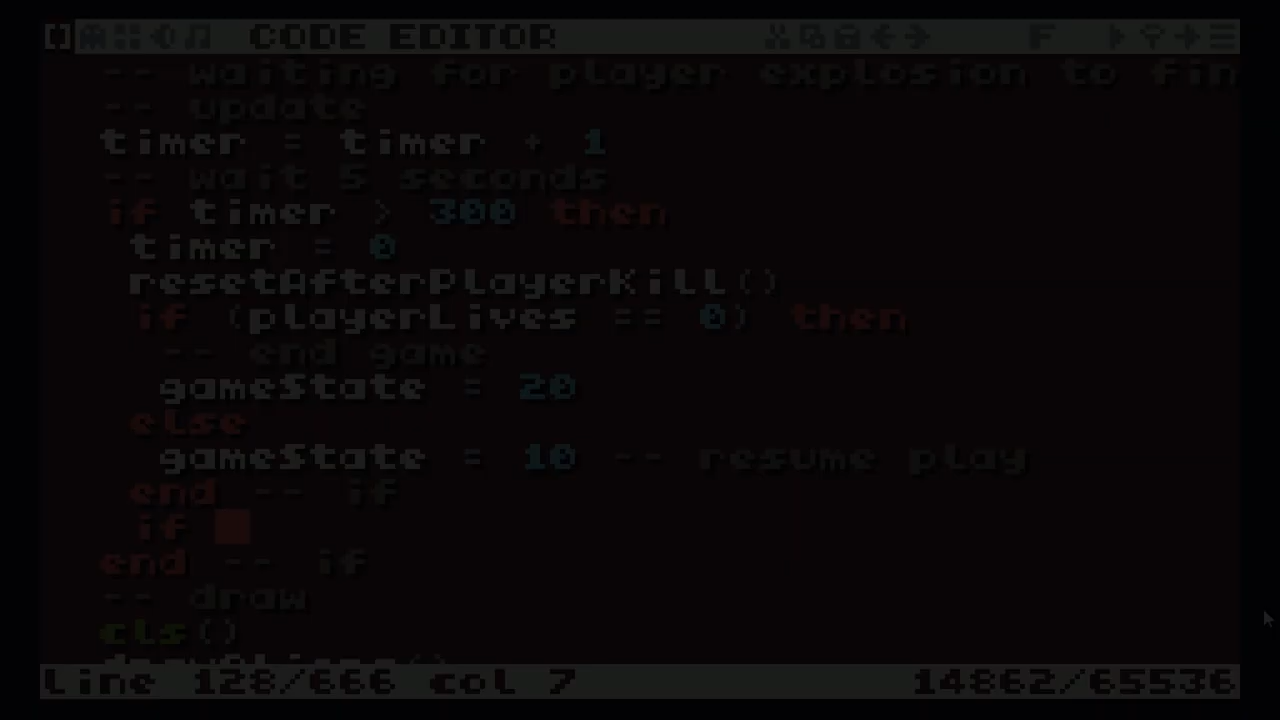 CODE EDITOR F
-- waiting for player explosion to fin
-- update
timer = timer + 1
-- wait 5 seconds
if timer > 300 then
timer = 0
resetAfterPlayerKill()
if (playerLives == 0) then
-- end game
gameState = 20
else
gameState = 10 -- resume play
end -- if
if
end -- if
-- draw
cls()
line 128/666 col 7 14862/65536